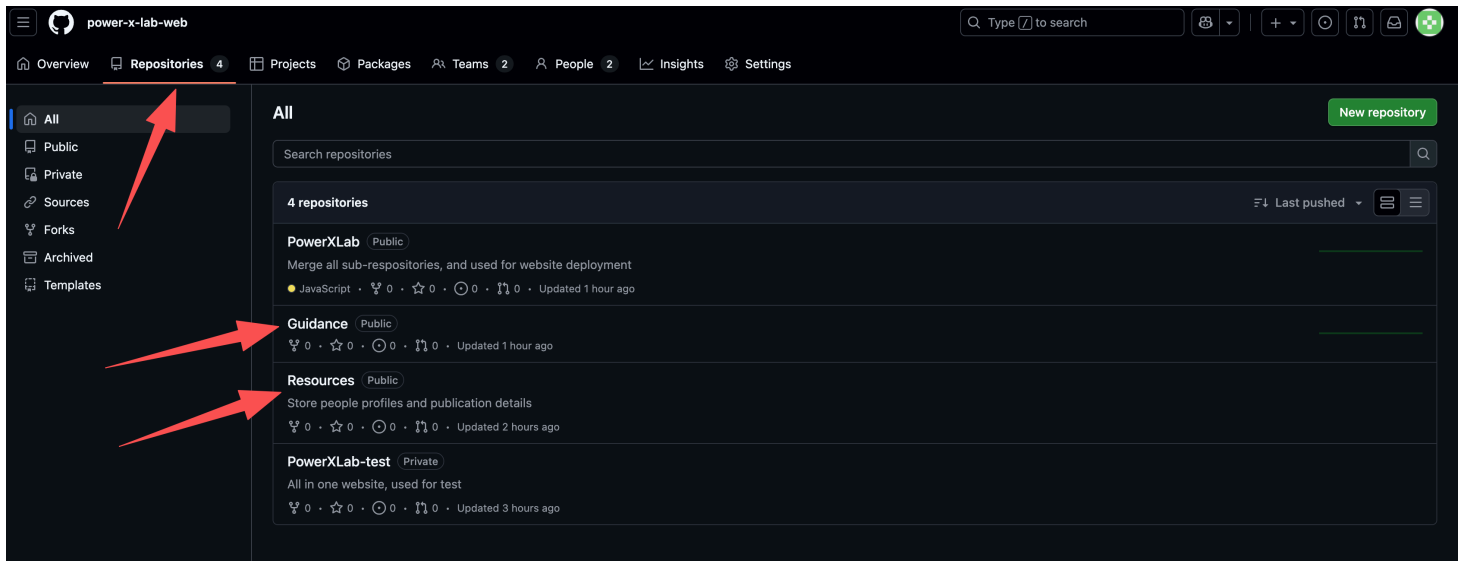 power-x-lab-web
Type / to search
Overview
Repositories 4
Projects
Packages
Teams 2
People 2
Insights
Settings
All
Public
Private
Sources
Forks
Archived
Templates
All
New repository
Search repositories
4 repositories
Last pushed
PowerXLab Public
Merge all sub-respositories, and used for website deployment
JavaScript · 0 · 0 · 0 · 0 · Updated 1 hour ago
Guidance Public
0 · 0 · 0 · 0 · Updated 1 hour ago
Resources Public
Store people profiles and publication details
0 · 0 · 0 · 0 · Updated 2 hours ago
PowerXLab-test Private
All in one website, used for test
0 · 0 · 0 · 0 · Updated 3 hours ago